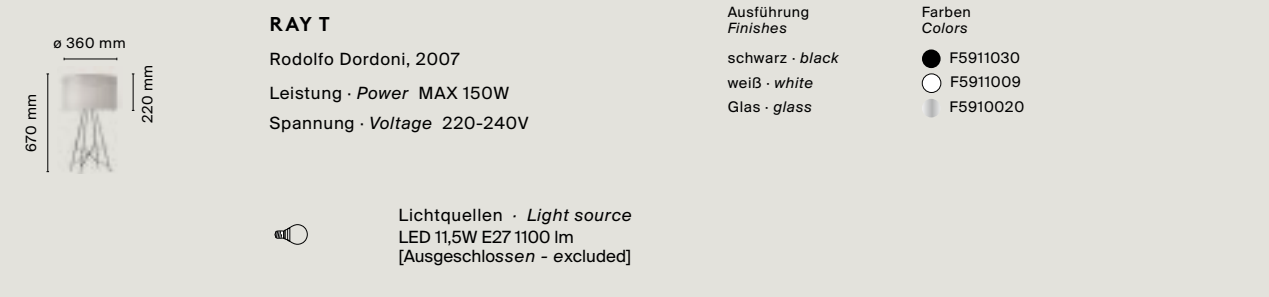 ø 360 mm
670 mm
220 mm
RAY T
Rodolfo Dordoni, 2007
Leistung · Power MAX 150W
Spannung · Voltage 220-240V
Lichtquellen · Light source
LED 11,5W E27 1100 lm
[Ausgeschlossen - excluded]
Ausführung
Finishes
schwarz · black
weiß · white
Glas · glass
Farben
Colors
F5911030
F5911009
F5910020